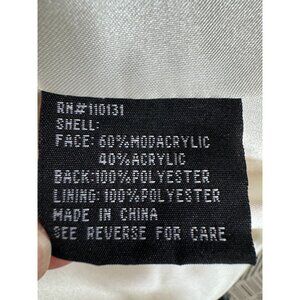 RN#110131
SHELL:
FACE: 60%MODACRYLIC
40%ACRYLIC
BACK:100%POLYESTER
LINING:100%POLYESTER
MADE IN CHINA
SEE REVERSE FOR CARE